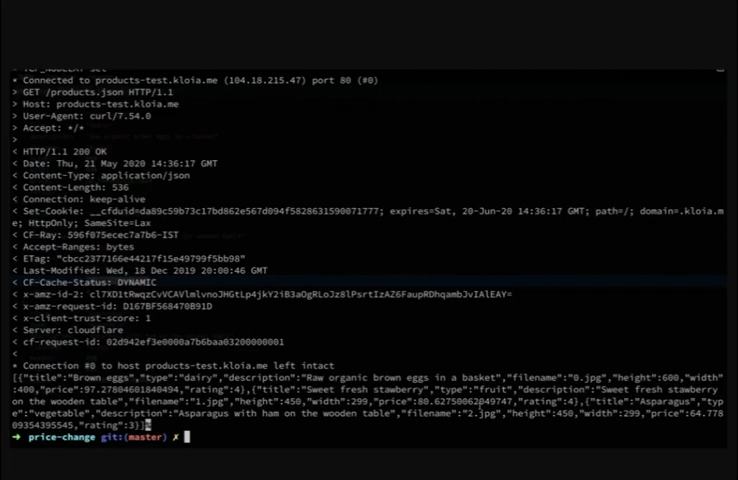 * Connected to products-test.kloia.me (104.18.215.47) port 80 (#0)
> GET /products.json HTTP/1.1
> Host: products-test.kloia.me
> User-Agent: curl/7.54.0
> Accept: */*
>
< HTTP/1.1 200 OK
< Date: Thu, 21 May 2020 14:36:17 GMT
< Content-Type: application/json
< Content-Length: 536
< Connection: keep-alive
< Set-Cookie: __cfduid=da89c59b73c17bd862e567d094f5828631590071777; expires=Sat, 20-Jun-20 14:36:17 GMT; path=/; domain=.kloia.m
e; HttpOnly; SameSite=Lax
< CF-Ray: 596f075ecec7a7b6-IST
< Accept-Ranges: bytes
< ETag: "cbcc2377166e44217f15e49799f5bb98"
< Last-Modified: Wed, 18 Dec 2019 20:00:46 GMT
< CF-Cache-Status: DYNAMIC
< x-amz-id-2: cl7XD1tRwqzCvVCAVlmlvnoJHGtLp4jkY2iB3aOgRLoJz8lPsrtIzAZ6FaupRDhqambJvIAlEAY=
< x-amz-request-id: D167BF568470B91D
< x-client-trust-score: 1
< Server: cloudflare
< cf-request-id: 02d942ef3e0000a7b6baa03200000001
<
* Connection #0 to host products-test.kloia.me left intact
[{"title":"Brown eggs","type":"dairy","description":"Raw organic brown eggs in a basket","filename":"0.jpg","height":600,"width"
:400,"price":97.27804601840494,"rating":4},{"title":"Sweet fresh stawberry","type":"fruit","description":"Sweet fresh stawberry
on the wooden table","filename":"1.jpg","height":450,"width":299,"price":80.62750062049747,"rating":4},{"title":"Asparagus","typ
e":"vegetable","description":"Asparagus with ham on the wooden table","filename":"2.jpg","height":450,"width":299,"price":64.778
09354395545,"rating":3}]%
➜ price-change git:(master) ✗